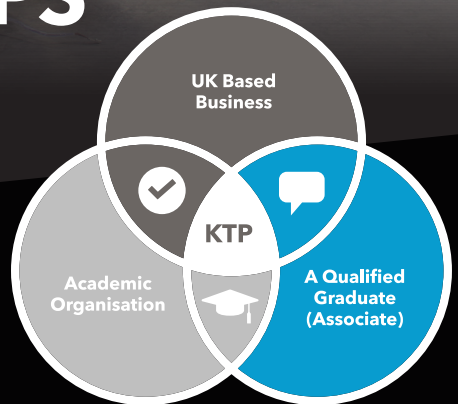 UK Based
Business
KTP
Academic
Organisation
A Qualified
Graduate
(Associate)